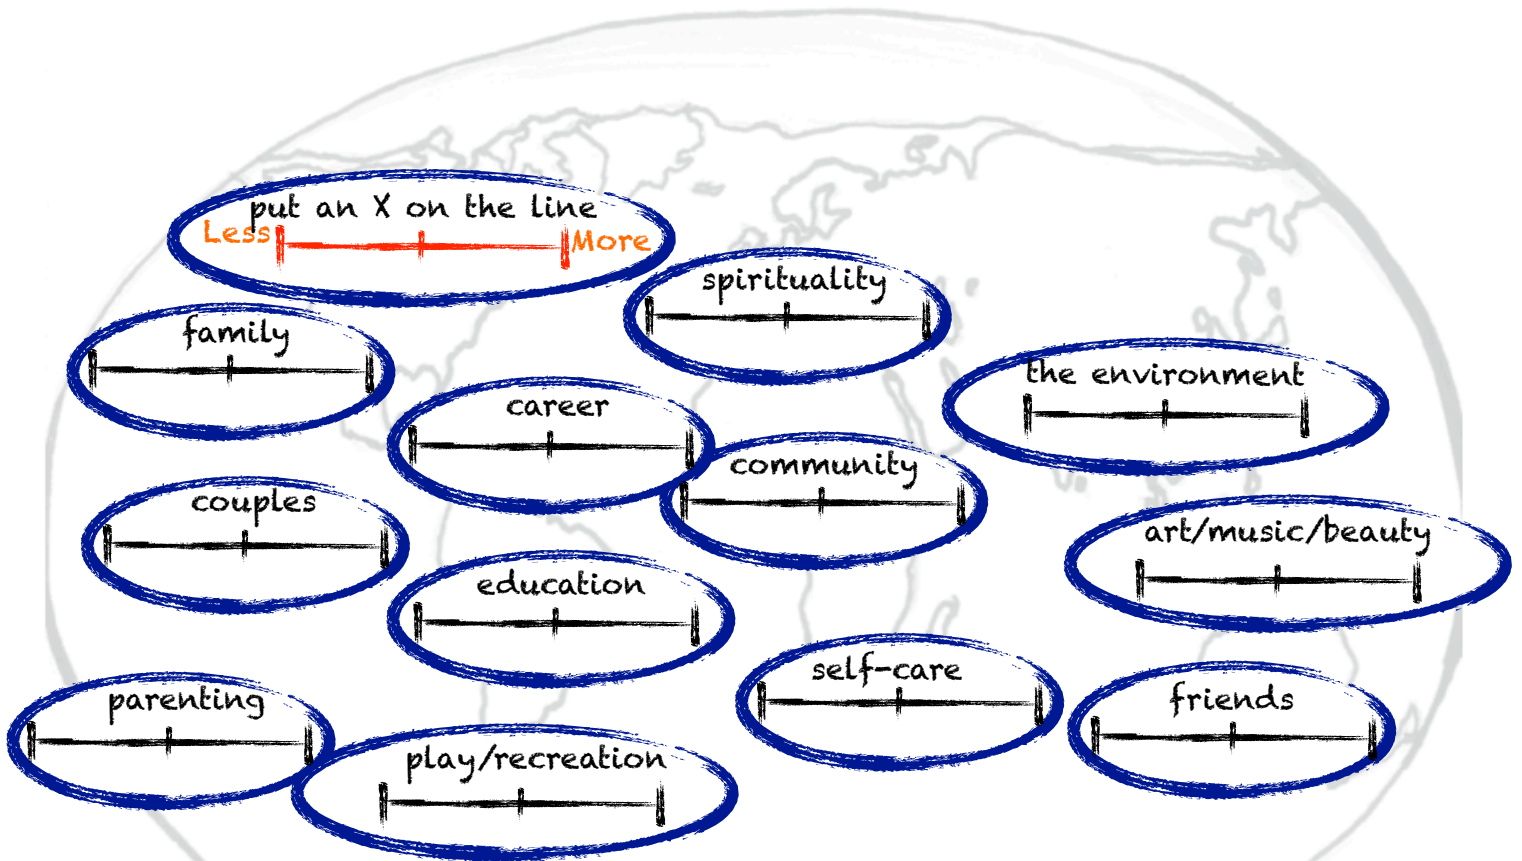 put an X on the line
Less More
spirituality
family
the environment
career
community
couples
art/music/beauty
education
self-care
friends
parenting
play/recreation